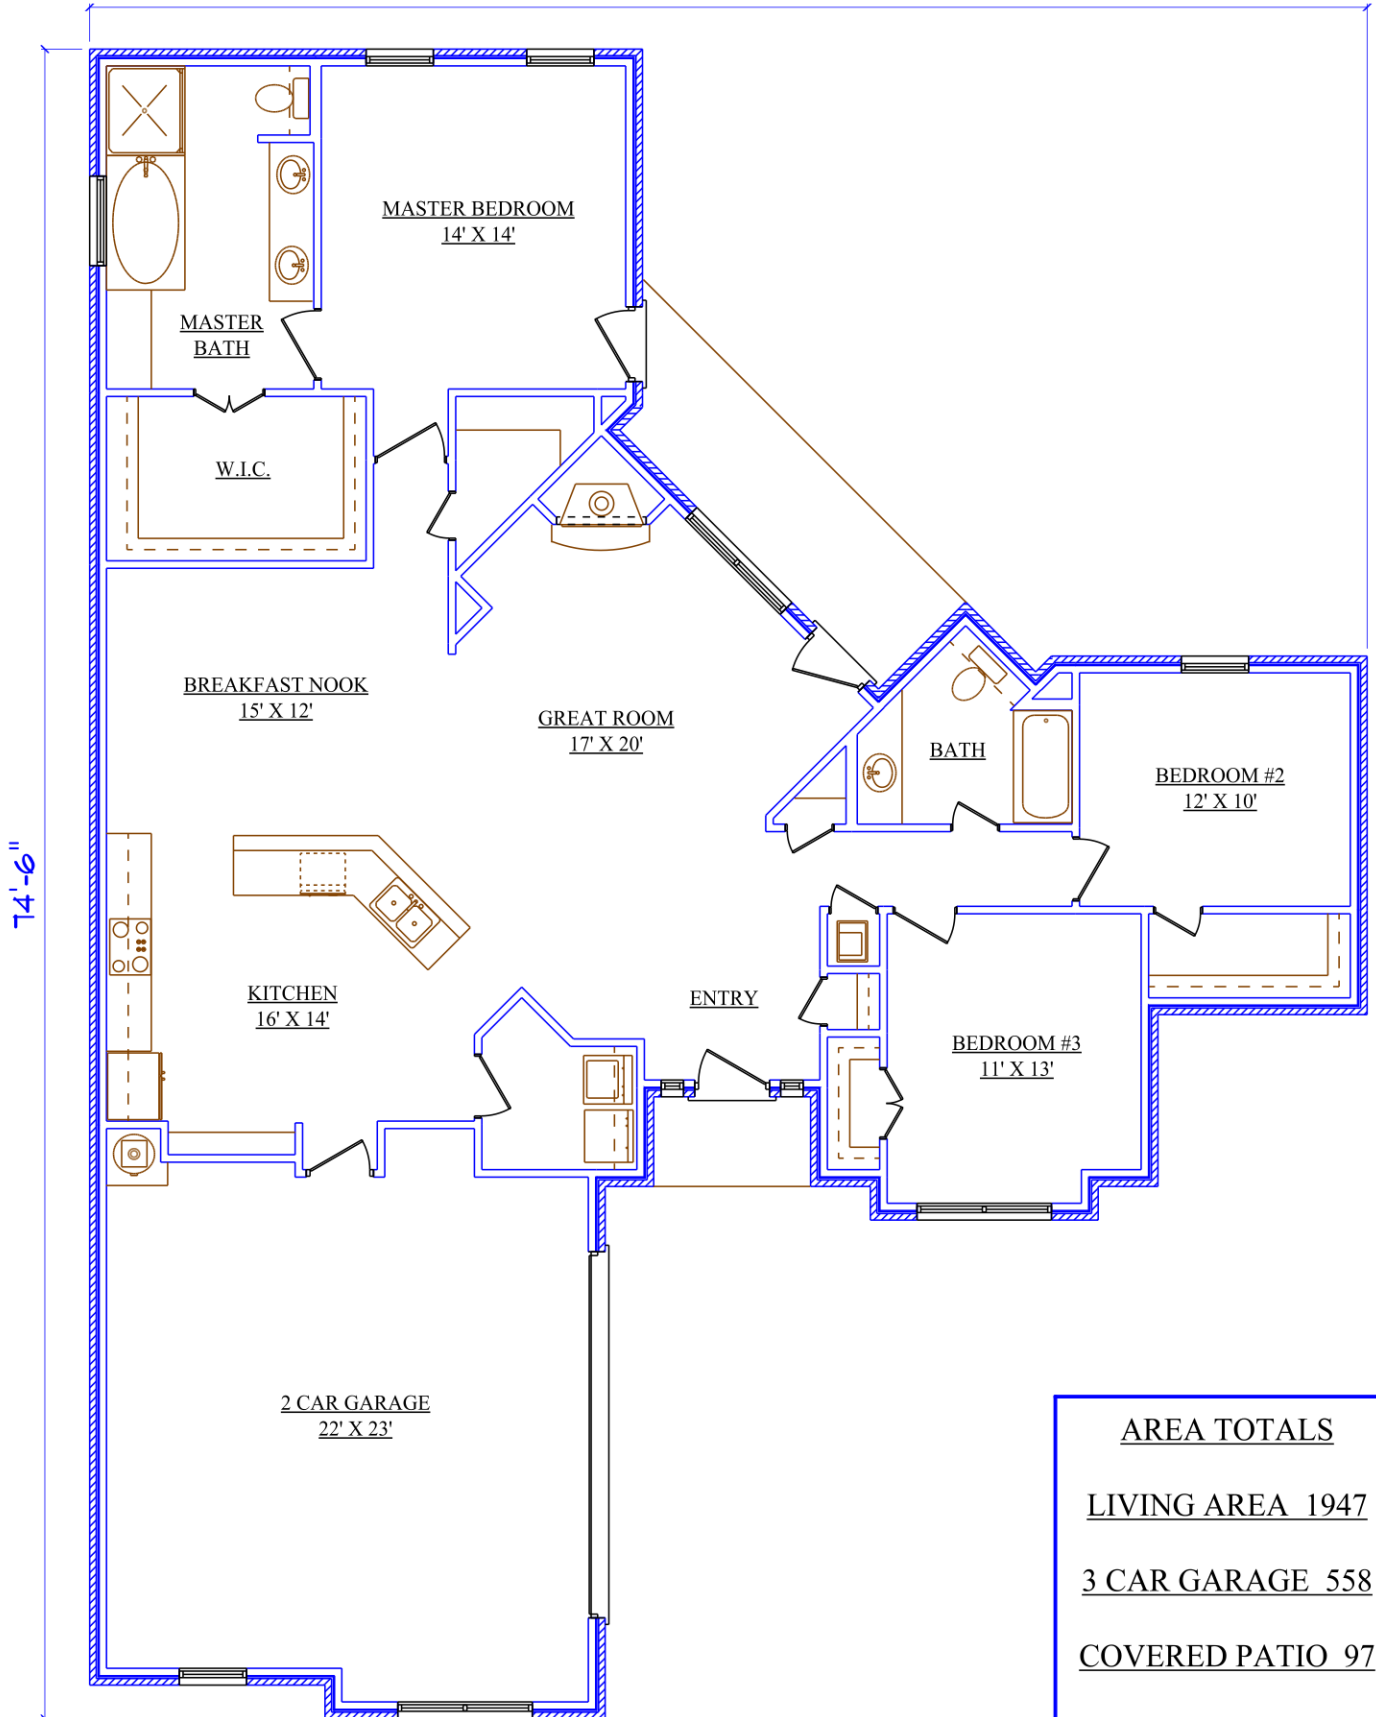 MASTER BEDROOM
14' X 14'
MASTER
BATH
W.I.C.
BREAKFAST NOOK
15' X 12'
GREAT ROOM
17' X 20'
BATH
BEDROOM #2
12' X 10'
74'-6"
KITCHEN
16' X 14'
ENTRY
BEDROOM #3
11' X 13'
2 CAR GARAGE
22' X 23'
AREA TOTALS
LIVING AREA 1947
3 CAR GARAGE 558
COVERED PATIO 97